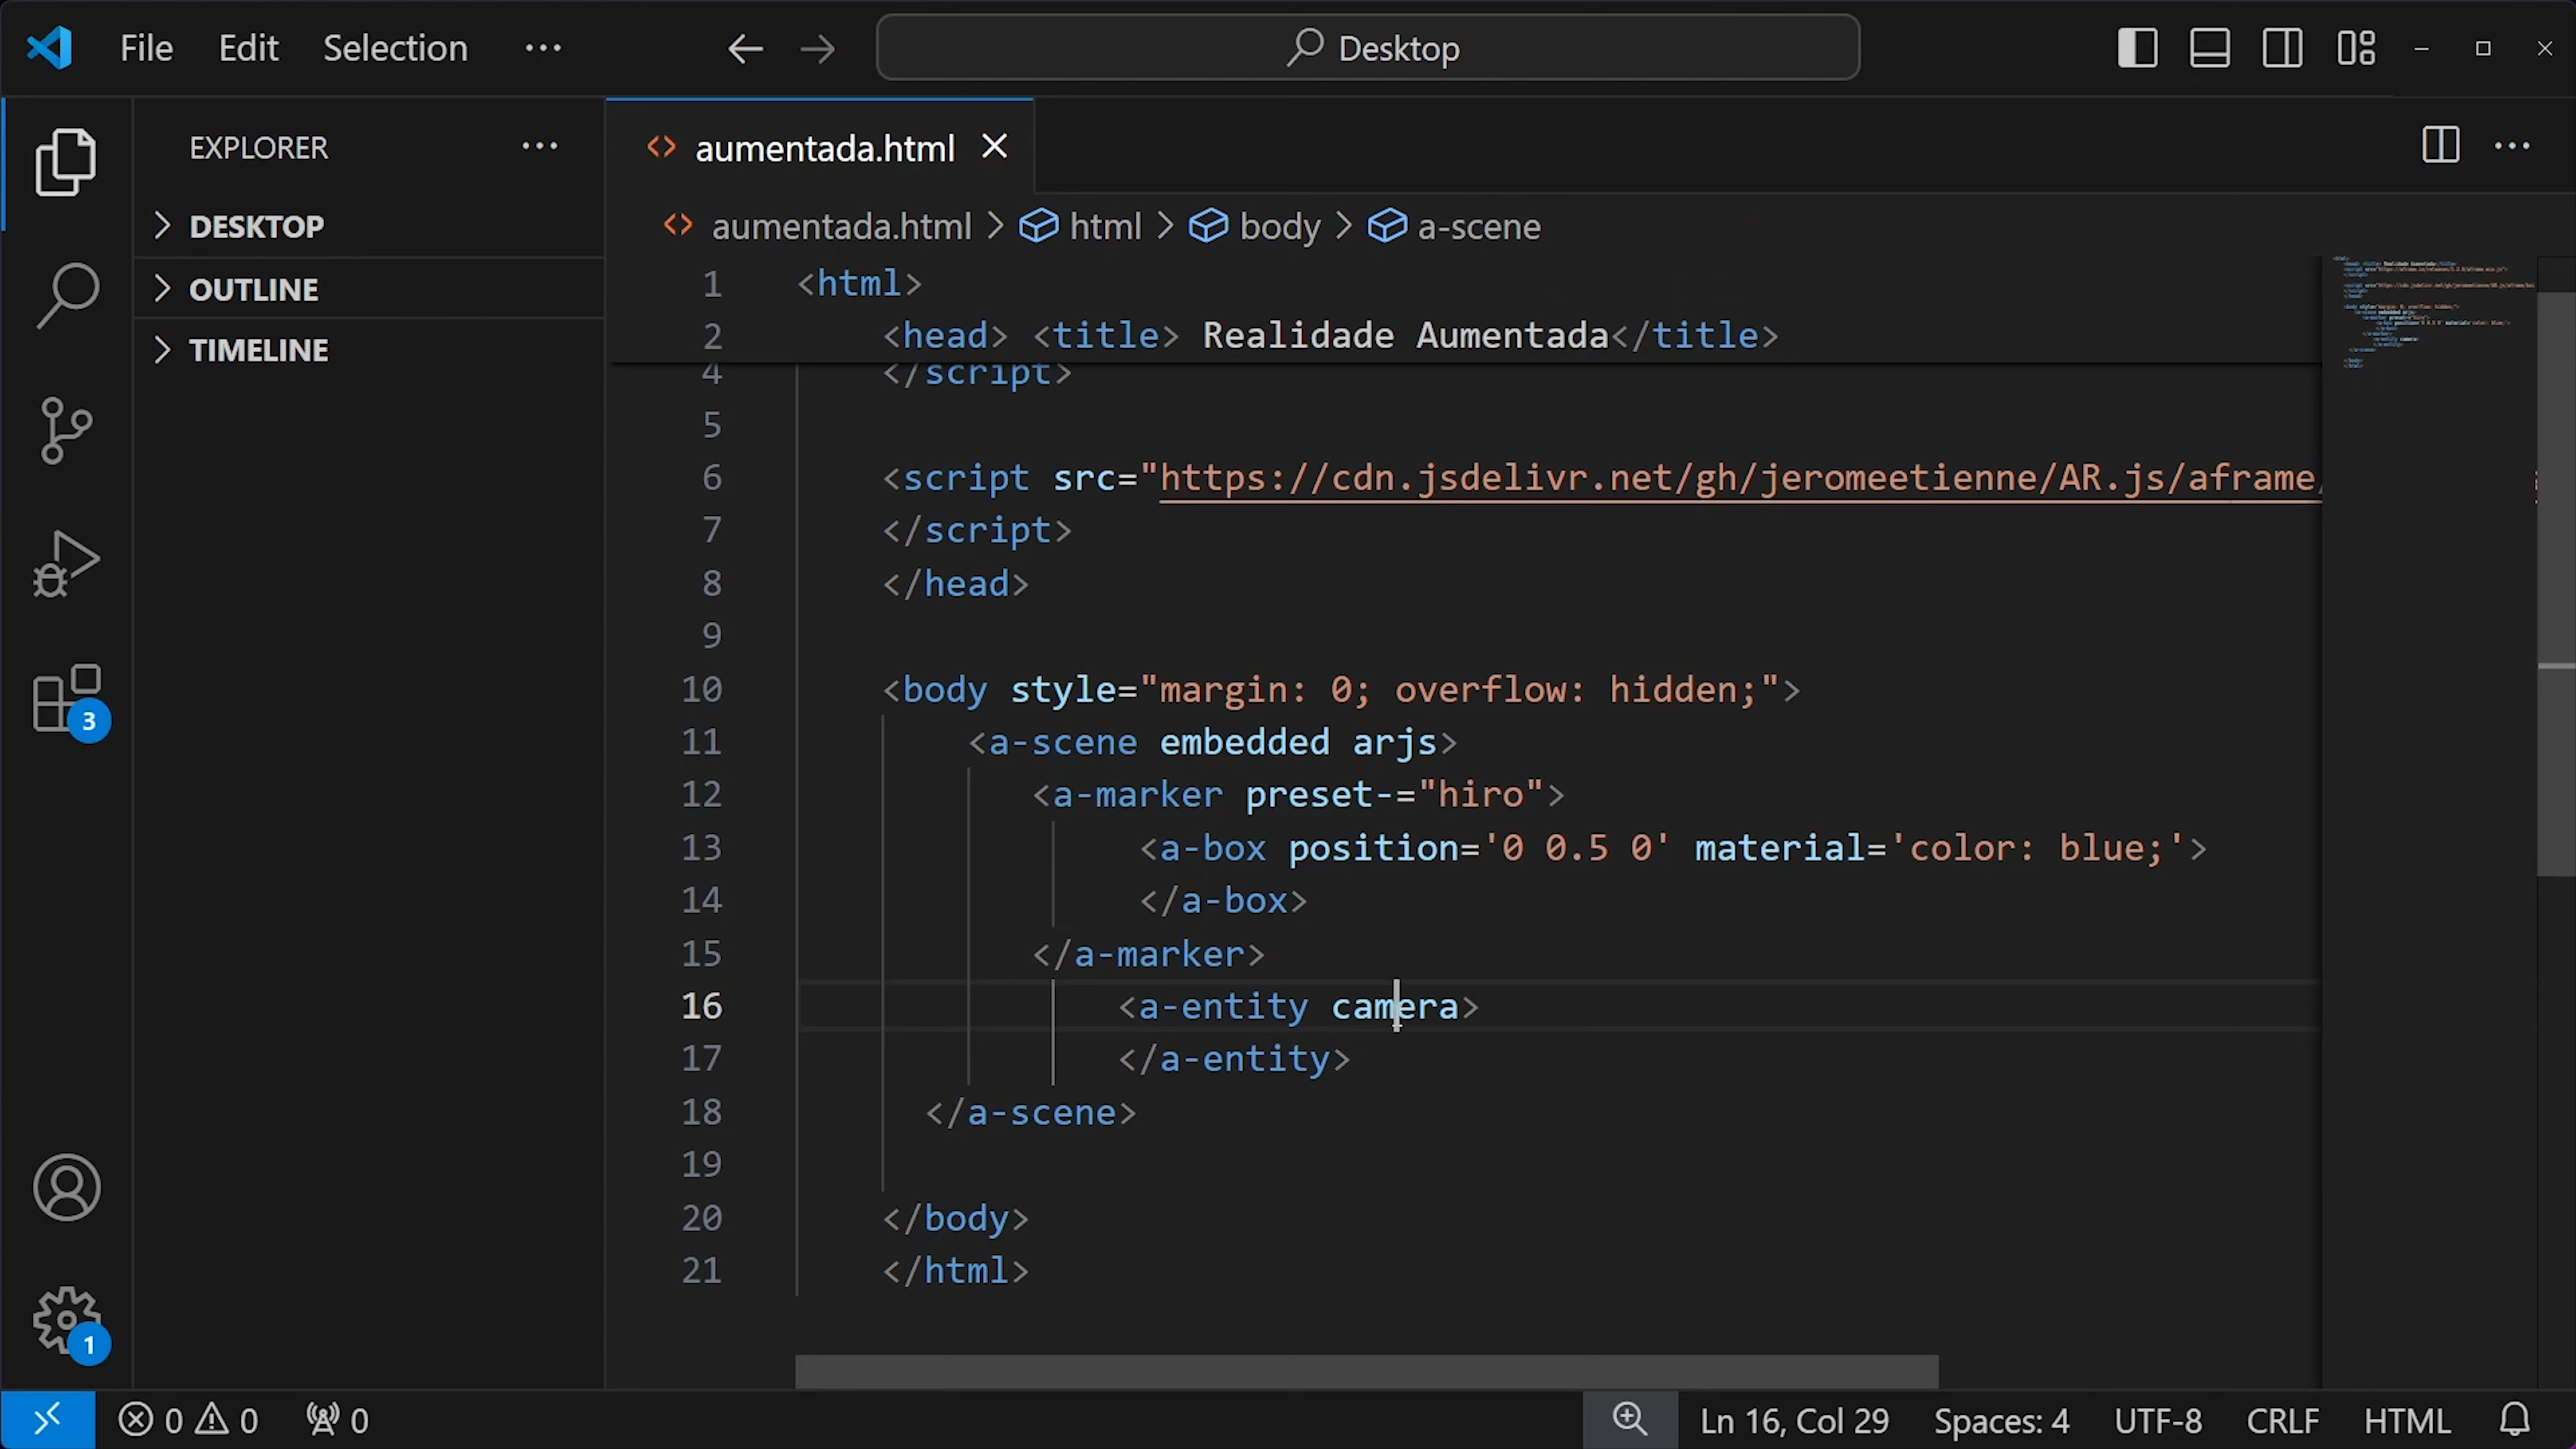 File Edit Selection ··· Desktop
EXPLORER ···
DESKTOP
OUTLINE
TIMELINE
3
1
aumentada.html
aumentada.html > html > body > a-scene
1 <html>
2 <head> <title> Realidade Aumentada</title>
4 </script>
5
6 <script src="https://cdn.jsdelivr.net/gh/jeromeetienne/AR.js/aframe/
7 </script>
8 </head>
9
10 <body style="margin: 0; overflow: hidden;">
11 <a-scene embedded arjs>
12 <a-marker preset-="hiro">
13 <a-box position='0 0.5 0' material='color: blue;'>
14 </a-box>
15 </a-marker>
16 <a-entity camera>
17 </a-entity>
18 </a-scene>
19
20 </body>
21 </html>
0 0 0 Ln 16, Col 29 Spaces: 4 UTF-8 CRLF HTML